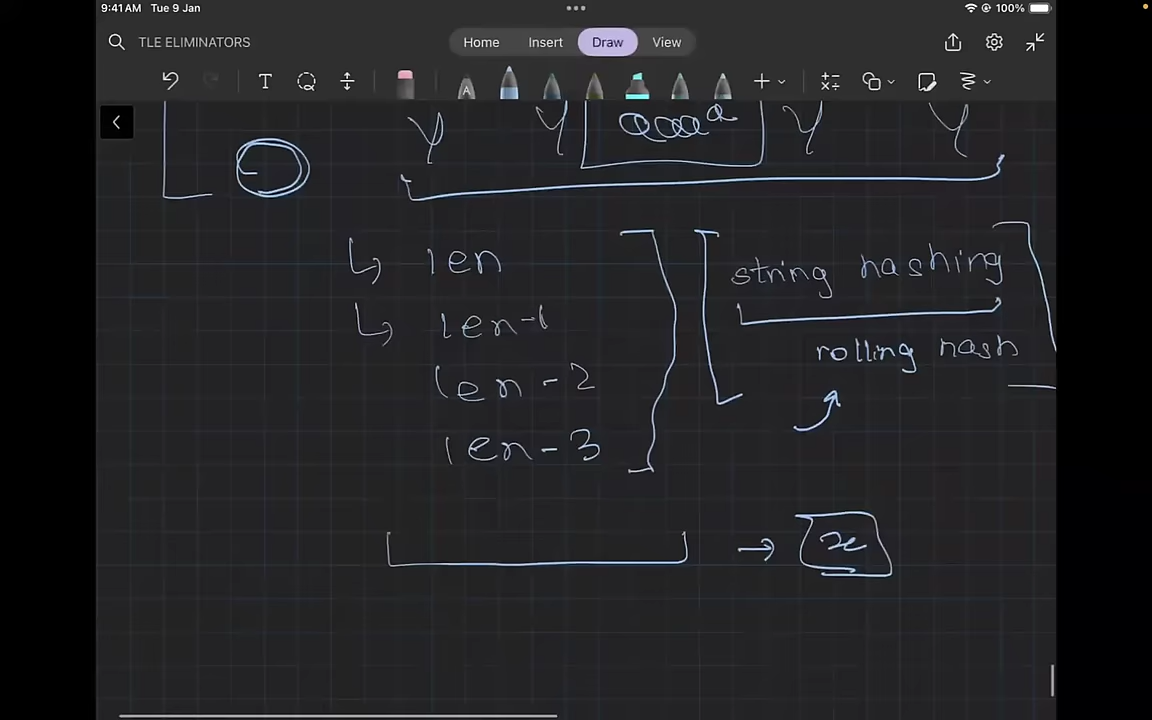 9:41 AM Tue 9 Jan
100%
TLE ELIMINATORS
Home Insert Draw View
T A
Y Y Y Y
len
len-1
len-2
len-3
string hashing
rolling hash
x